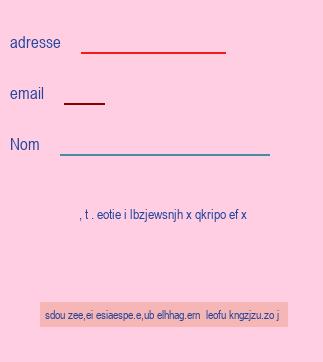 adresse
email
Nom
, t . eotie i lbzjewsnjh x qkripo ef x
sdou zee,ei esiaespe.e,ub elhhag.ern leofu kngzjzu.zo j